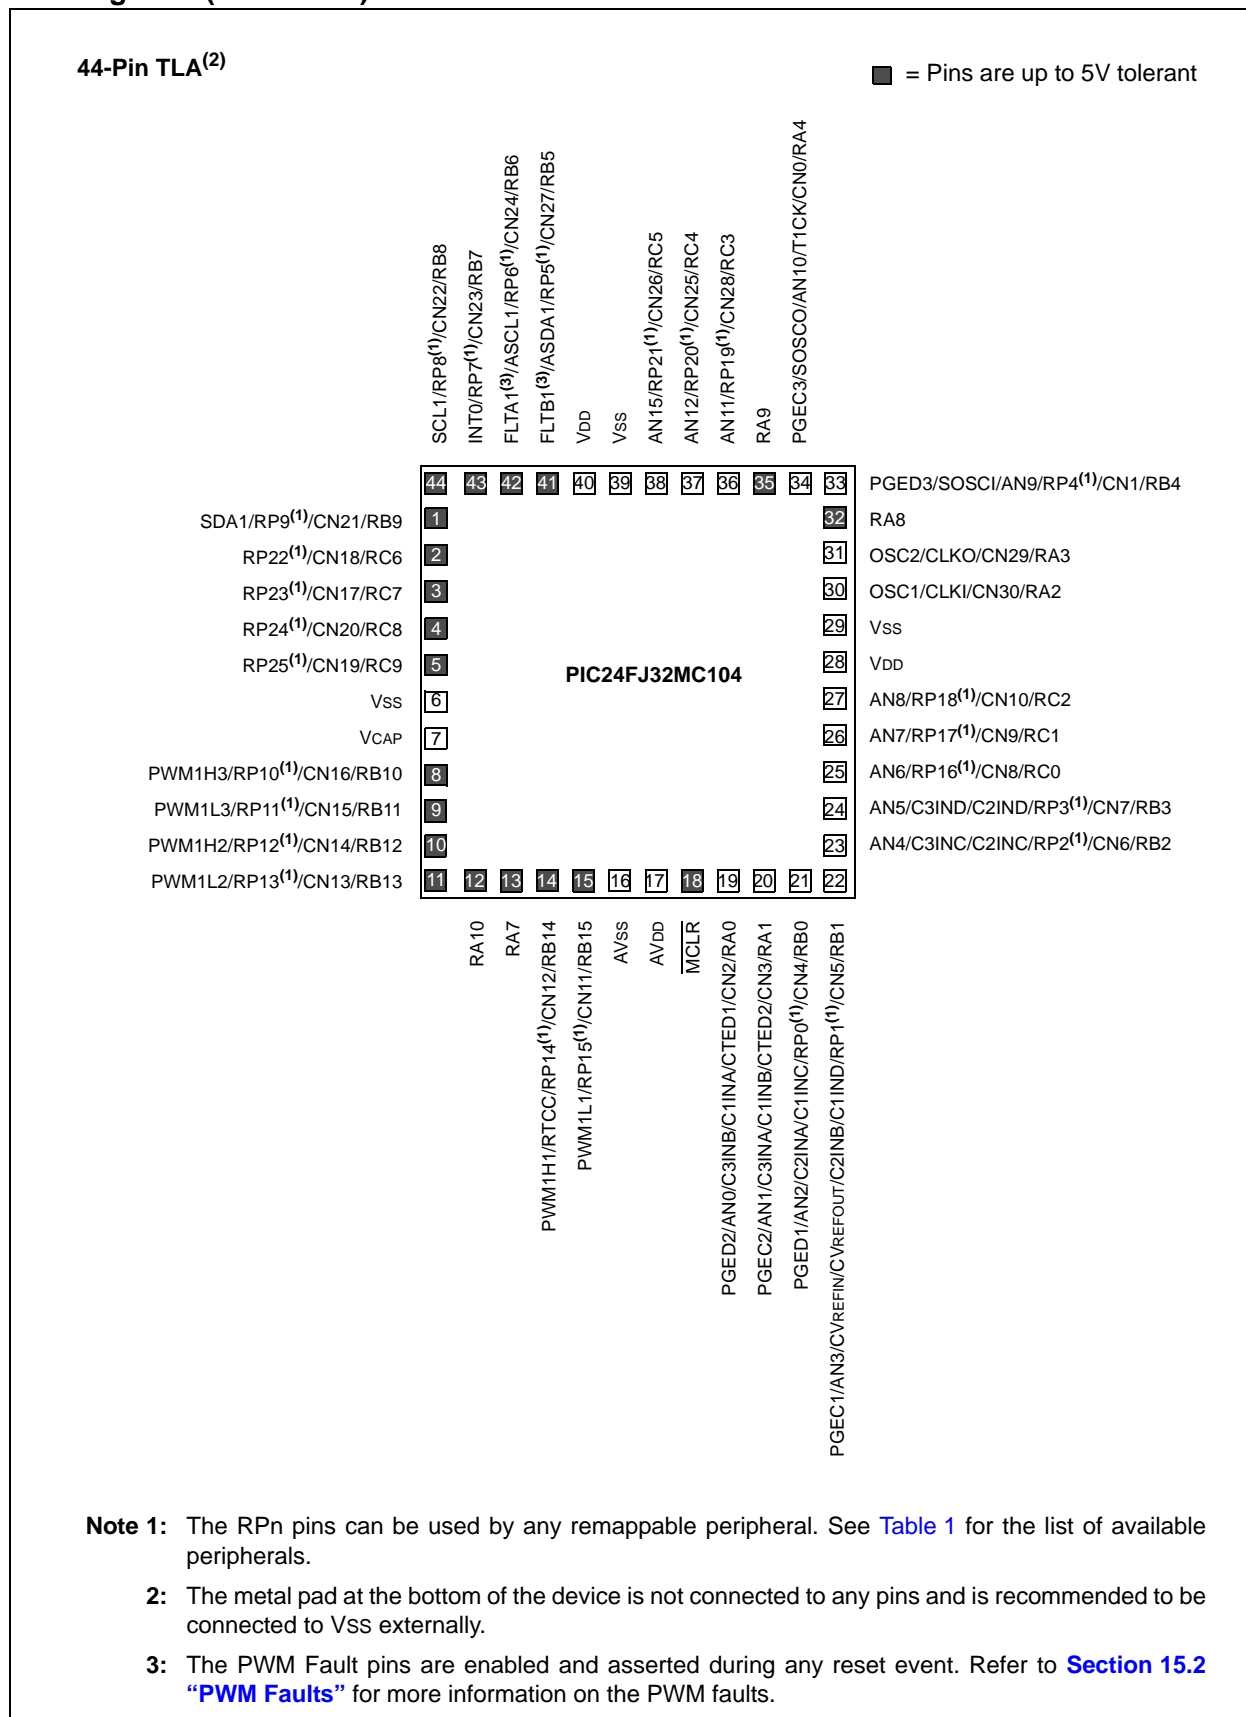 44-Pin TLA(2)
= Pins are up to 5V tolerant
SCL1/RP8(1)/CN22/RB8
INT0/RP7(1)/CN23/RB7
FLTA1(3)/ASCL1/RP6(1)/CN24/RB6
FLTB1(3)/ASDA1/RP5(1)/CN27/RB5
VDD
VSS
AN15/RP21(1)/CN26/RC5
AN12/RP20(1)/CN25/RC4
AN11/RP19(1)/CN28/RC3
RA9
PGEC3/SOSCO/AN10/T1CK/CN0/RA4
44 43 42 41 40 39 38 37 36 35 34 33 PGED3/SOSCI/AN9/RP4(1)/CN1/RB4
SDA1/RP9(1)/CN21/RB9 1 32 RA8
RP22(1)/CN18/RC6 2 31 OSC2/CLKO/CN29/RA3
RP23(1)/CN17/RC7 3 30 OSC1/CLKI/CN30/RA2
RP24(1)/CN20/RC8 4 29 VSS
RP25(1)/CN19/RC9 5 PIC24FJ32MC104 28 VDD
VSS 6 27 AN8/RP18(1)/CN10/RC2
VCAP 7 26 AN7/RP17(1)/CN9/RC1
PWM1H3/RP10(1)/CN16/RB10 8 25 AN6/RP16(1)/CN8/RC0
PWM1L3/RP11(1)/CN15/RB11 9 24 AN5/C3IND/C2IND/RP3(1)/CN7/RB3
PWM1H2/RP12(1)/CN14/RB12 10 23 AN4/C3INC/C2INC/RP2(1)/CN6/RB2
PWM1L2/RP13(1)/CN13/RB13 11 12 13 14 15 16 17 18 19 20 21 22
RA10
RA7
PWM1H1/RTCC/RP14(1)/CN12/RB14
PWM1L1/RP15(1)/CN11/RB15
AVSS
AVDD
MCLR
PGED2/AN0/C3INB/C1INA/CTED1/CN2/RA0
PGEC2/AN1/C3INA/C1INB/CTED2/CN3/RA1
PGED1/AN2/C2INA/C1INC/RP0(1)/CN4/RB0
PGEC1/AN3/CVREFIN/CVREFOUT/C2INB/C1IND/RP1(1)/CN5/RB1
Note 1: The RPn pins can be used by any remappable peripheral. See Table 1 for the list of available
peripherals.
2: The metal pad at the bottom of the device is not connected to any pins and is recommended to be
connected to VSS externally.
3: The PWM Fault pins are enabled and asserted during any reset event. Refer to Section 15.2
“PWM Faults” for more information on the PWM faults.